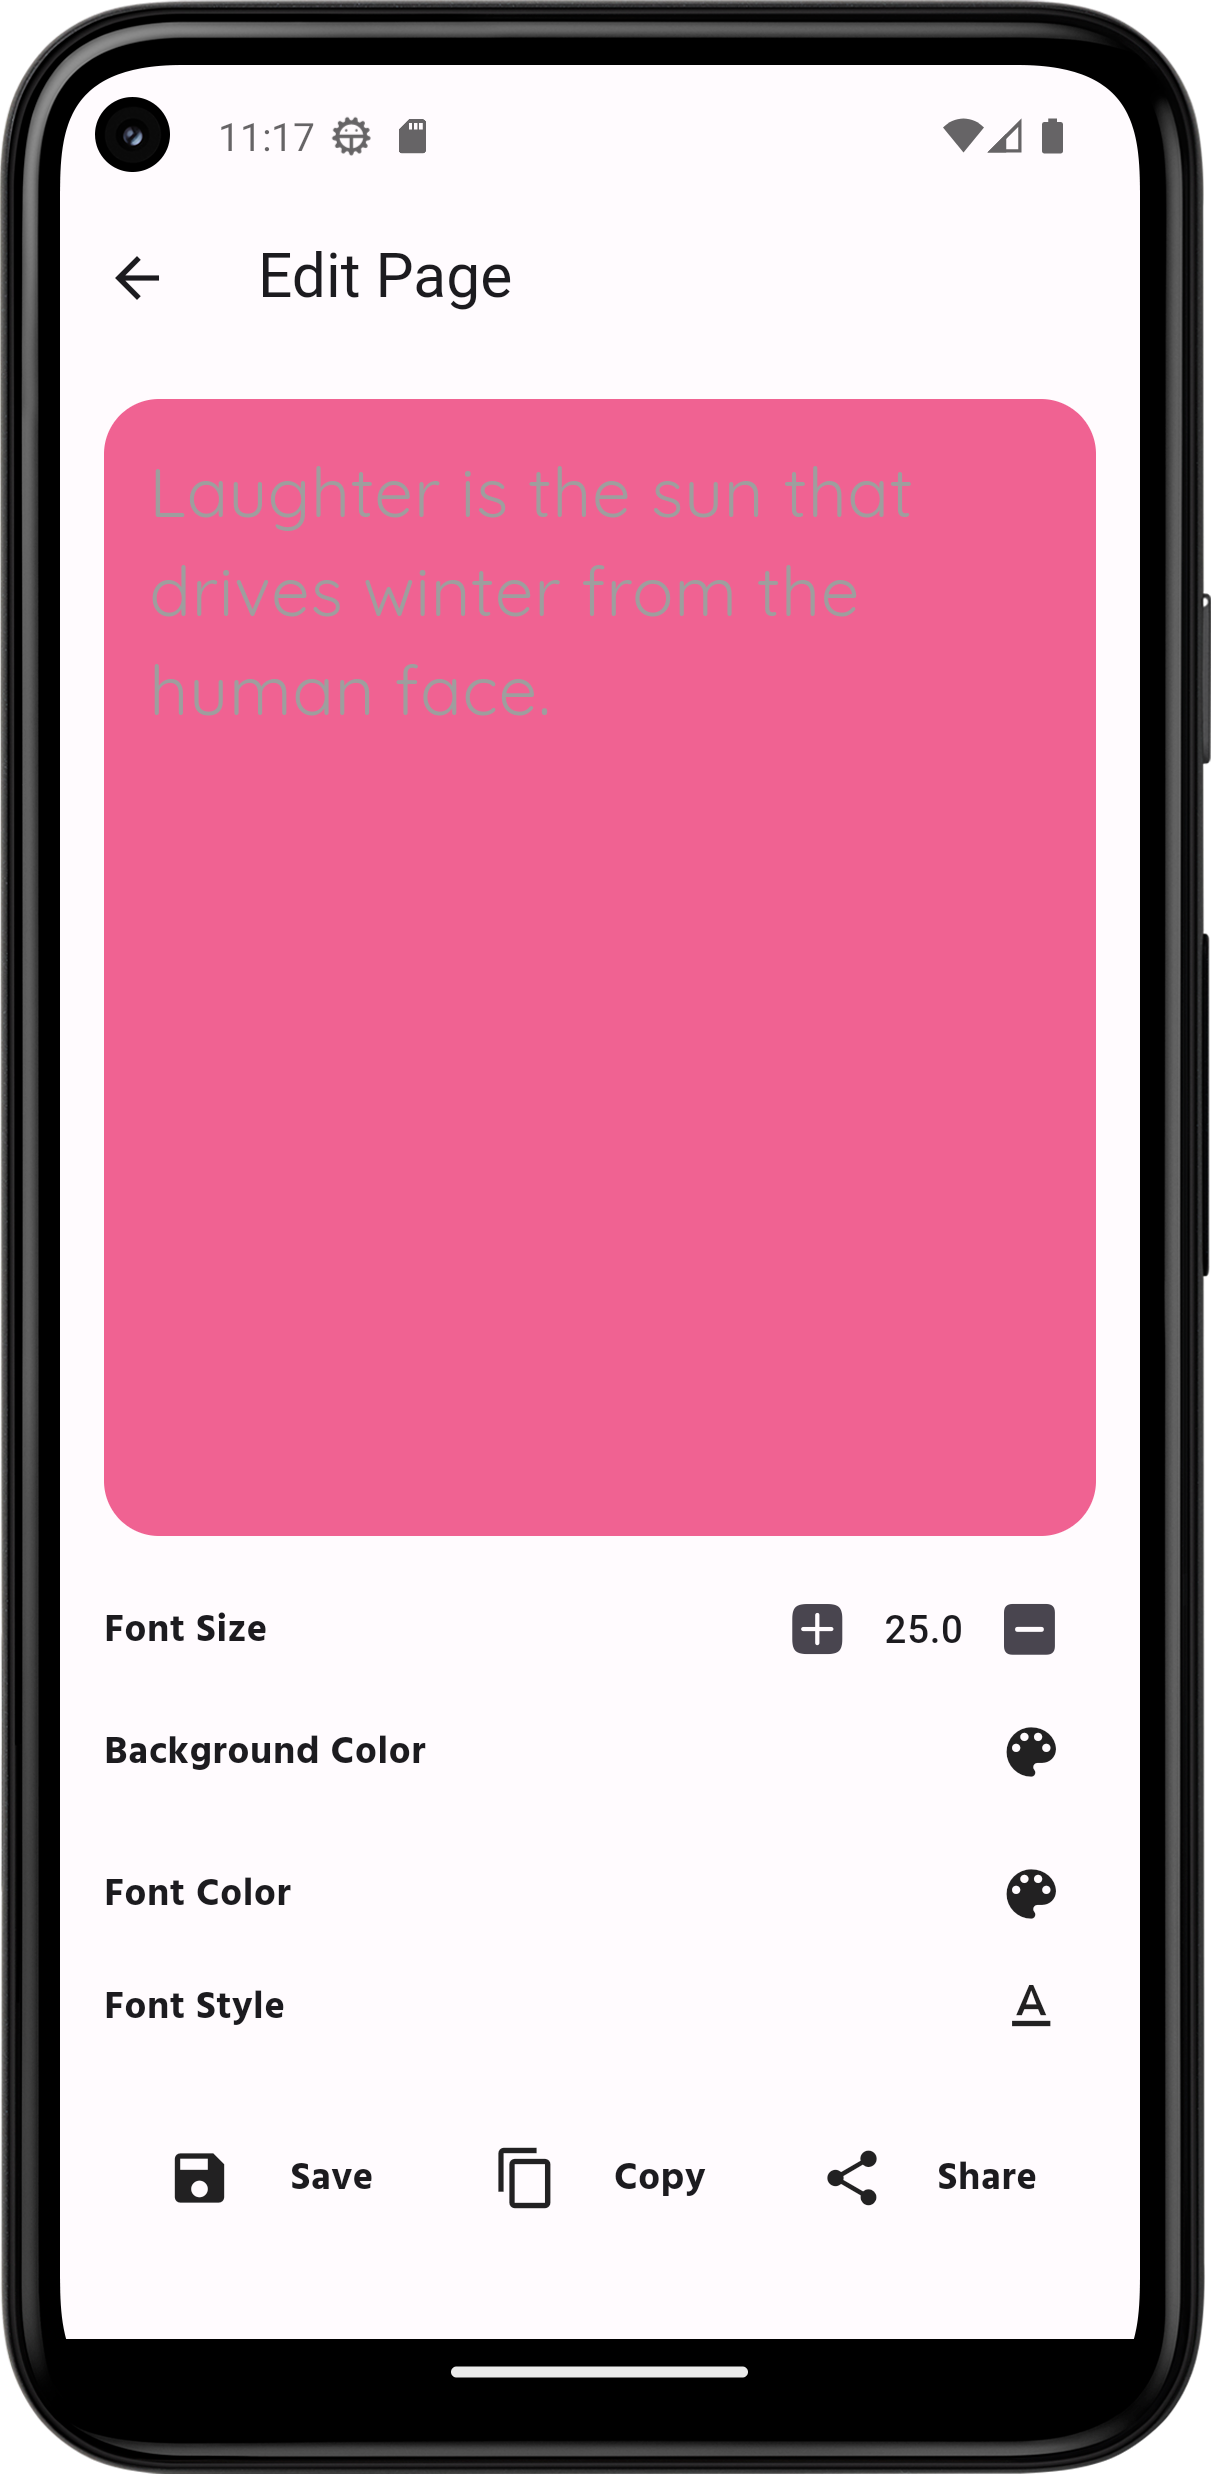 11:17
Edit Page
Laughter is the sun that
drives winter from the
human face.
Font Size 25.0
Background Color
Font Color
Font Style A
Save Copy Share